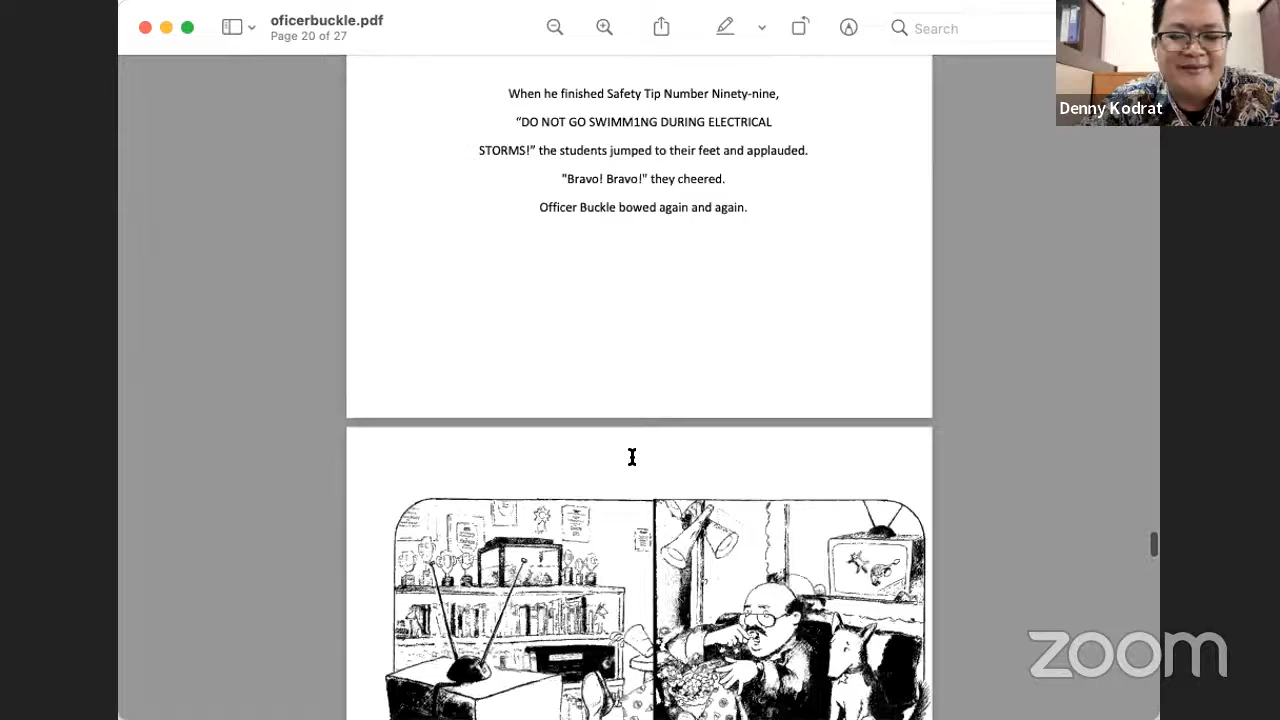 oficerbuckle.pdf
Page 20 of 27
Search
Denny Kodrat
When he finished Safety Tip Number Ninety-nine,
“DO NOT GO SWIMM1NG DURING ELECTRICAL
STORMS!” the students jumped to their feet and applauded.
"Bravo! Bravo!" they cheered.
Officer Buckle bowed again and again.
zoom